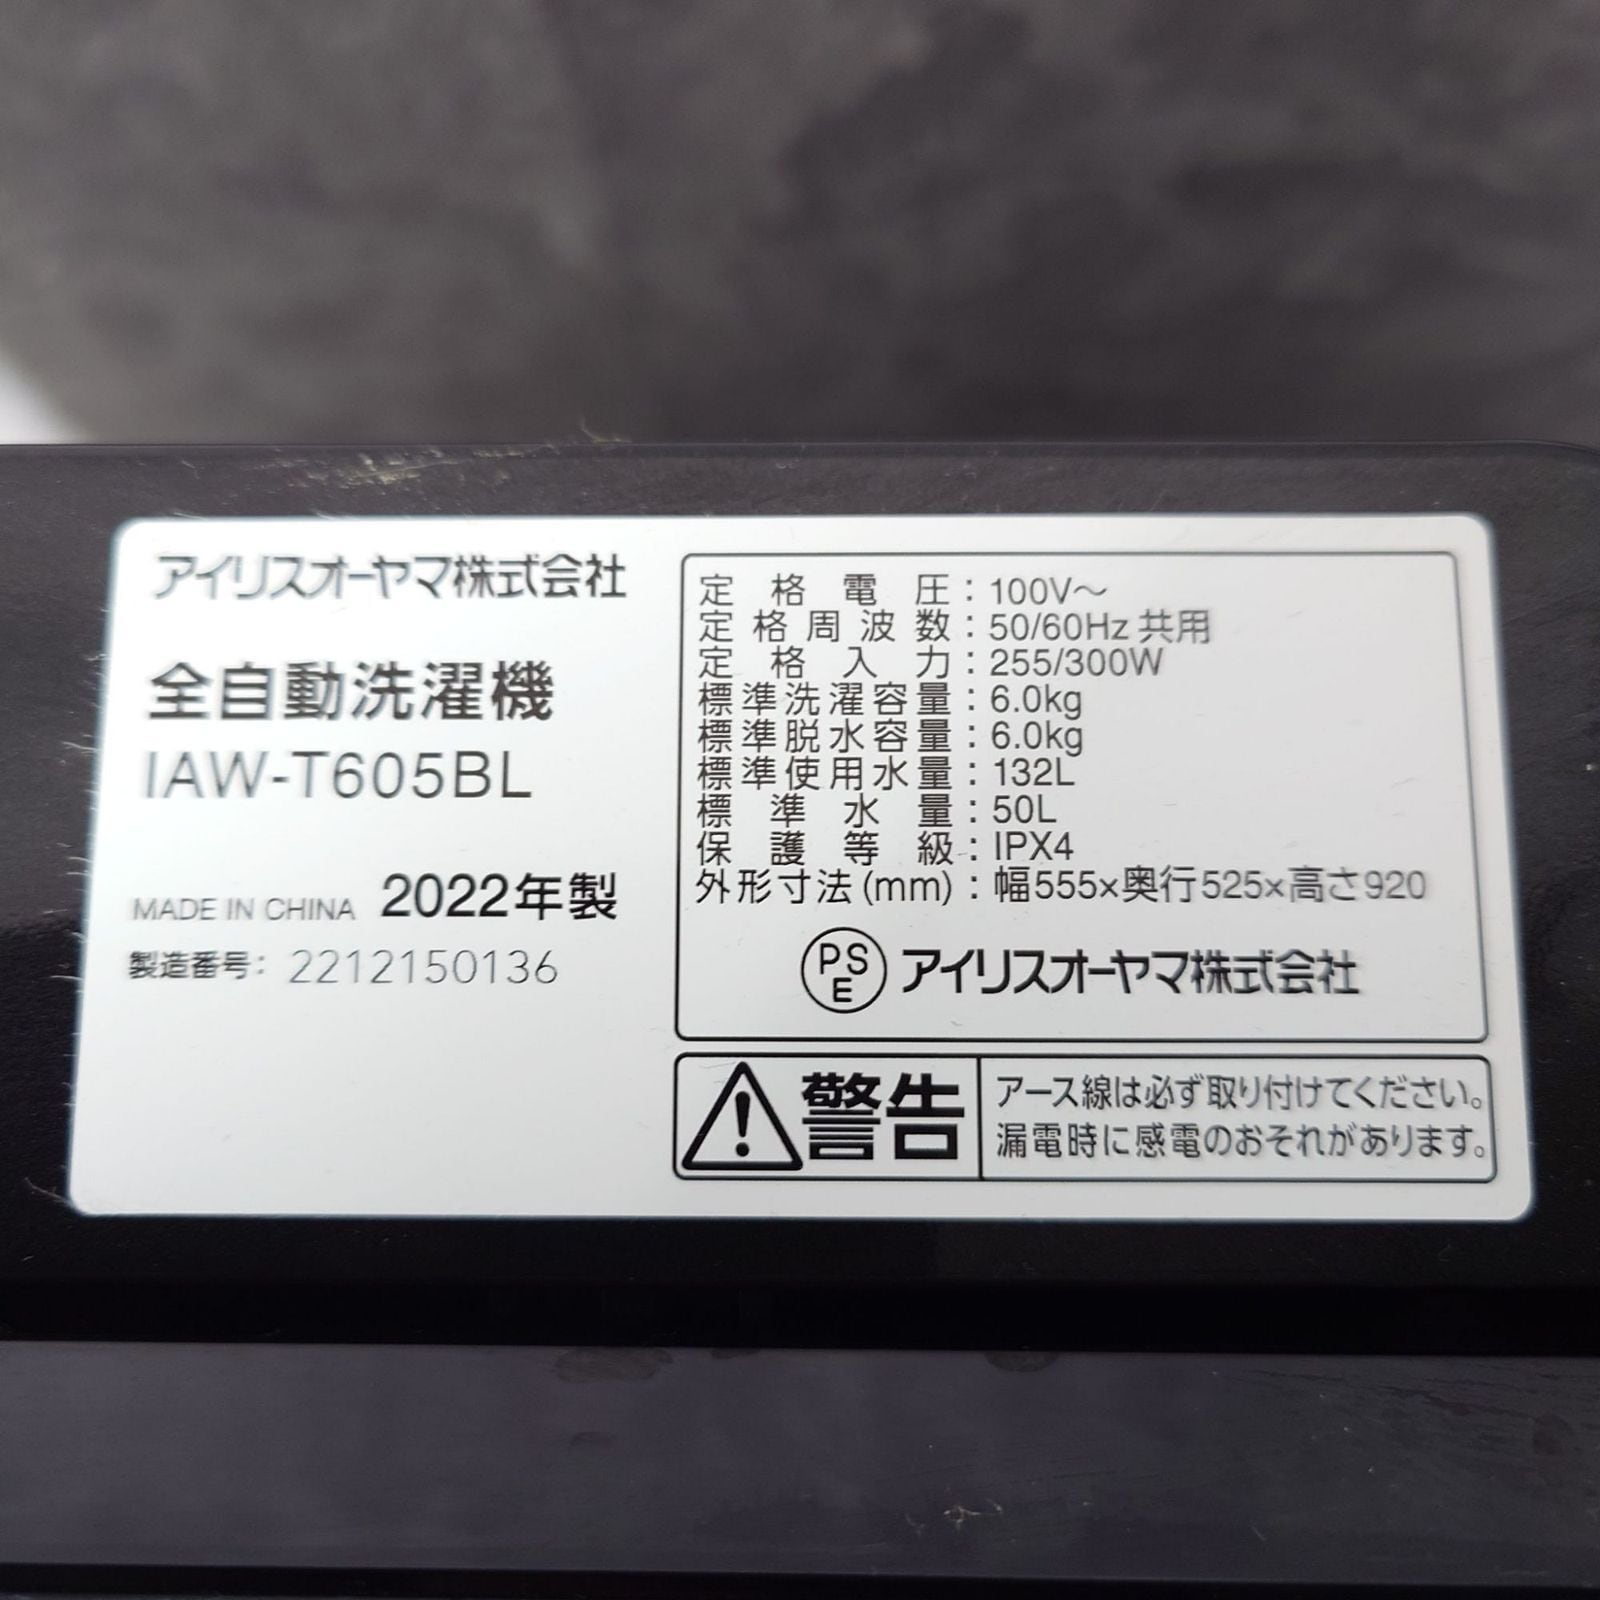 アイリスオーヤマ株式会社
全自動洗濯機
IAW-T605BL
MADE IN CHINA 2022年製
製造番号: 2212150136
定格電圧：100V～
定格周波数：50/60Hz 共用
定格入力：255/300W
標準洗濯容量：6.0kg
標準脱水容量：6.0kg
標準使用水量：132L
標準水量：50L
保護等級：IPX4
外形寸法(mm)：幅555×奥行525×高さ920
PSE アイリスオーヤマ株式会社
警告
アース線は必ず取り付けてください。
漏電時に感電のおそれがあります。